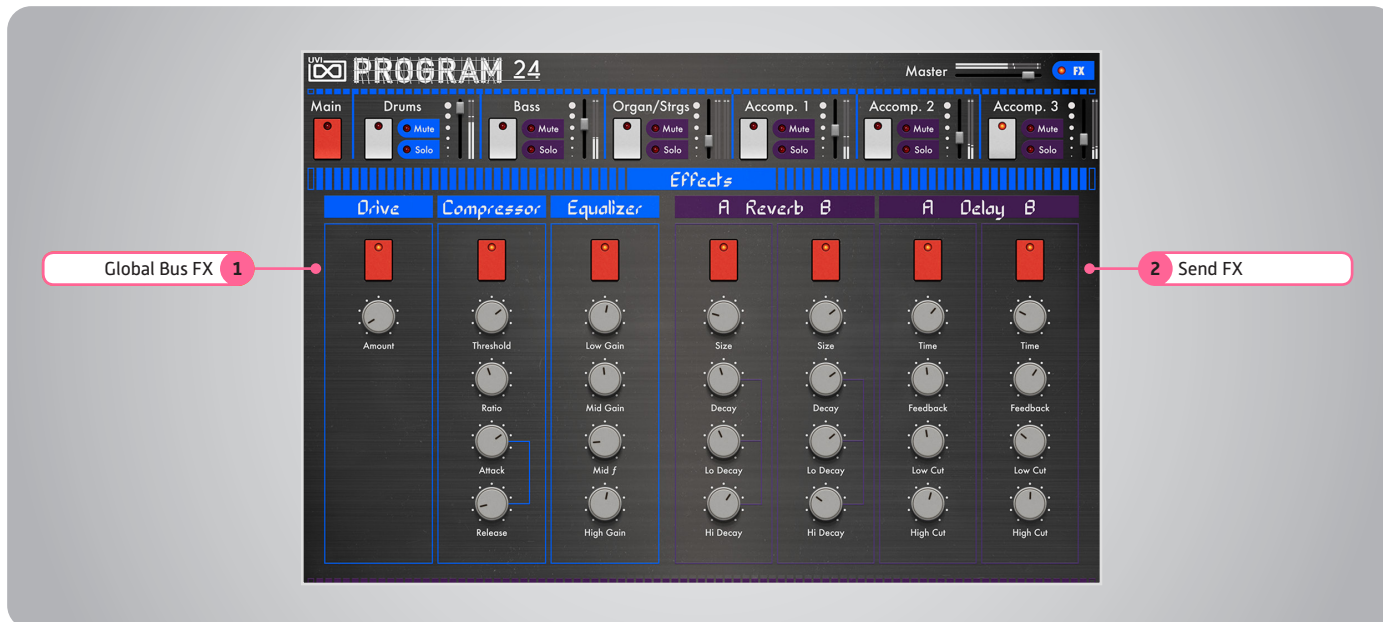 UVI PROGRAM 24
Master FX
Main Drums Bass Organ/Strgs Accomp. 1 Accomp. 2 Accomp. 3
Mute Mute Mute Mute Mute Mute
Solo Solo Solo Solo Solo Solo
Effects
Drive Compressor Equalizer A Reverb B A Delay B
Global Bus FX 1
2 Send FX
Amount Threshold Low Gain Size Size Time Time
Ratio Mid Gain Decay Decay Feedback Feedback
Attack Mid ƒ Lo Decay Lo Decay Low Cut Low Cut
Release High Gain Hi Decay Hi Decay High Cut High Cut